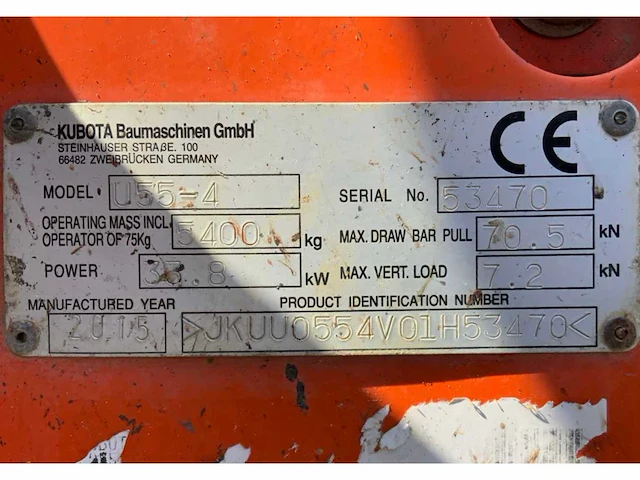 KUBOTA Baumaschinen GmbH
STEINHAUSER STRAßE. 100
66482 ZWEIBRÜCKEN GERMANY
CE
MODEL U55-4
SERIAL No. 53470
OPERATING MASS INCL. OPERATOR OF 75Kg 5400 kg
MAX. DRAW BAR PULL 70.5 kN
POWER 33.8 kW
MAX. VERT. LOAD 7.2 kN
MANUFACTURED YEAR
PRODUCT IDENTIFICATION NUMBER
2015
>JKUU0554V01H53470<